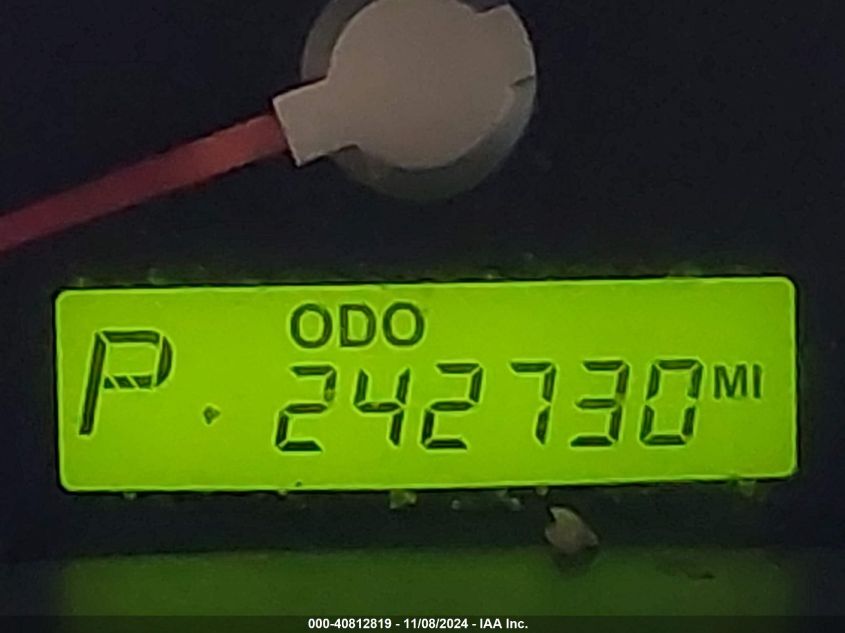 ODO
P 242730 MI
000-40812819 - 11/08/2024 - IAA Inc.